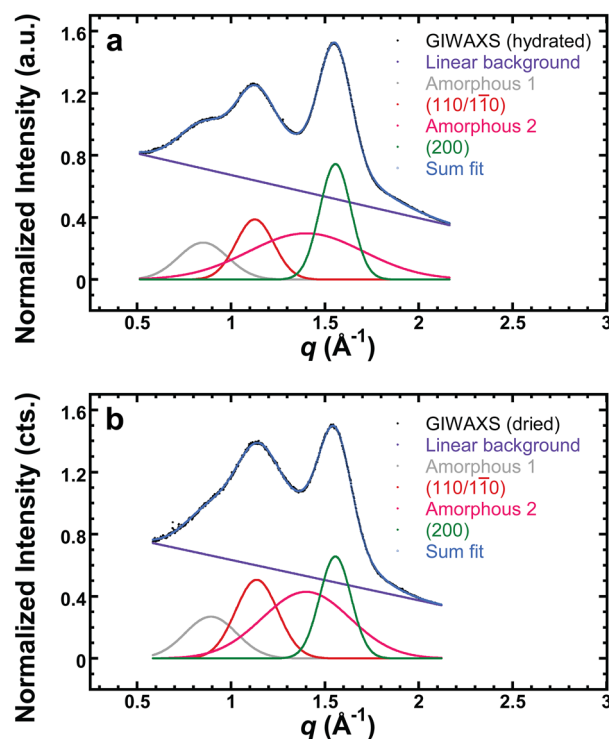 a
Normalized Intensity (a.u.)
1.6
1.2
0.8
0.4
0
GIWAXS (hydrated)
Linear background
Amorphous 1
(110/11̅0)
Amorphous 2
(200)
Sum fit
0.5 1 1.5 2 2.5 3
q (Å⁻¹)
b
Normalized Intensity (cts.)
1.6
1.2
0.8
0.4
0
GIWAXS (dried)
Linear background
Amorphous 1
(110/11̅0)
Amorphous 2
(200)
Sum fit
0.5 1 1.5 2 2.5 3
q (Å⁻¹)